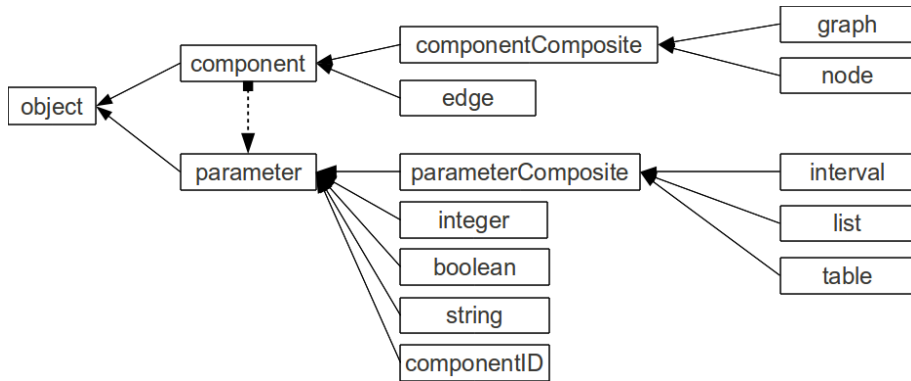 graph
componentComposite
component
node
object
edge
parameter
parameterComposite
interval
integer
list
boolean
table
string
componentID